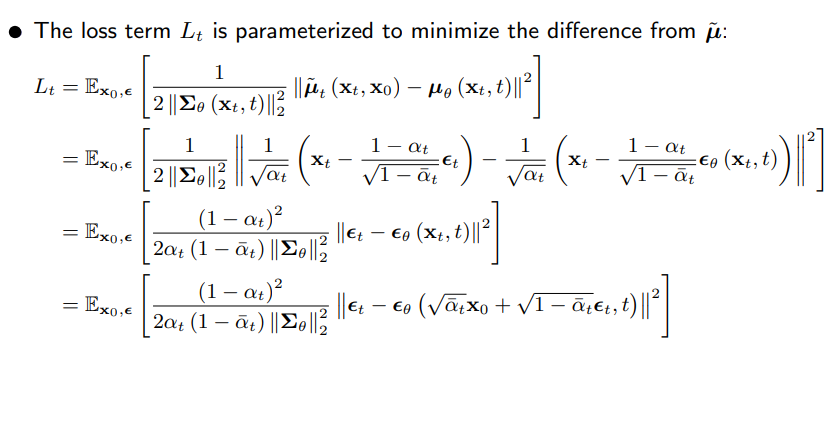 ● The loss term $L_t$ is parameterized to minimize the difference from $\tilde{\boldsymbol{\mu}}$:
$L_t = \mathbb{E}_{\mathbf{x}_0,\boldsymbol{\epsilon}} \left[ \frac{1}{2 \left\| \boldsymbol{\Sigma}_\theta \left( \mathbf{x}_t, t \right) \right\|_2^2} \left\| \tilde{\boldsymbol{\mu}}_t \left( \mathbf{x}_t, \mathbf{x}_0 \right) - \boldsymbol{\mu}_\theta \left( \mathbf{x}_t, t \right) \right\|^2 \right]$
$= \mathbb{E}_{\mathbf{x}_0,\boldsymbol{\epsilon}} \left[ \frac{1}{2 \left\| \boldsymbol{\Sigma}_\theta \right\|_2^2} \left\| \frac{1}{\sqrt{\alpha_t}} \left( \mathbf{x}_t - \frac{1 - \alpha_t}{\sqrt{1 - \bar{\alpha}_t}} \boldsymbol{\epsilon}_t \right) - \frac{1}{\sqrt{\alpha_t}} \left( \mathbf{x}_t - \frac{1 - \alpha_t}{\sqrt{1 - \bar{\alpha}_t}} \boldsymbol{\epsilon}_\theta \left( \mathbf{x}_t, t \right) \right) \right\|^2 \right]$
$= \mathbb{E}_{\mathbf{x}_0,\boldsymbol{\epsilon}} \left[ \frac{(1 - \alpha_t)^2}{2 \alpha_t \left( 1 - \bar{\alpha}_t \right) \left\| \boldsymbol{\Sigma}_\theta \right\|_2^2} \left\| \boldsymbol{\epsilon}_t - \boldsymbol{\epsilon}_\theta \left( \mathbf{x}_t, t \right) \right\|^2 \right]$
$= \mathbb{E}_{\mathbf{x}_0,\boldsymbol{\epsilon}} \left[ \frac{(1 - \alpha_t)^2}{2 \alpha_t \left( 1 - \bar{\alpha}_t \right) \left\| \boldsymbol{\Sigma}_\theta \right\|_2^2} \left\| \boldsymbol{\epsilon}_t - \boldsymbol{\epsilon}_\theta \left( \sqrt{\bar{\alpha}_t} \mathbf{x}_0 + \sqrt{1 - \bar{\alpha}_t} \boldsymbol{\epsilon}_t, t \right) \right\|^2 \right]$